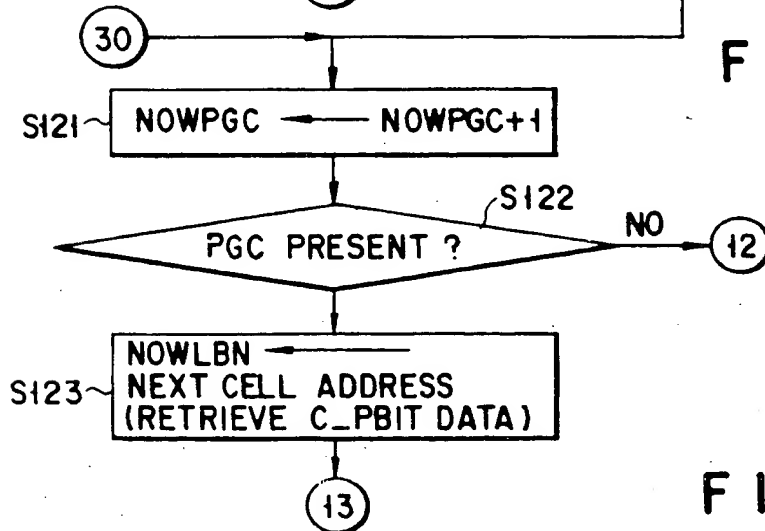 30
F
S121
NOWPGC ← NOWPGC+1
S122
PGC PRESENT ?
NO
12
S123
NOWLBN ←
NEXT CELL ADDRESS
(RETRIEVE C_PBIT DATA)
13
F I